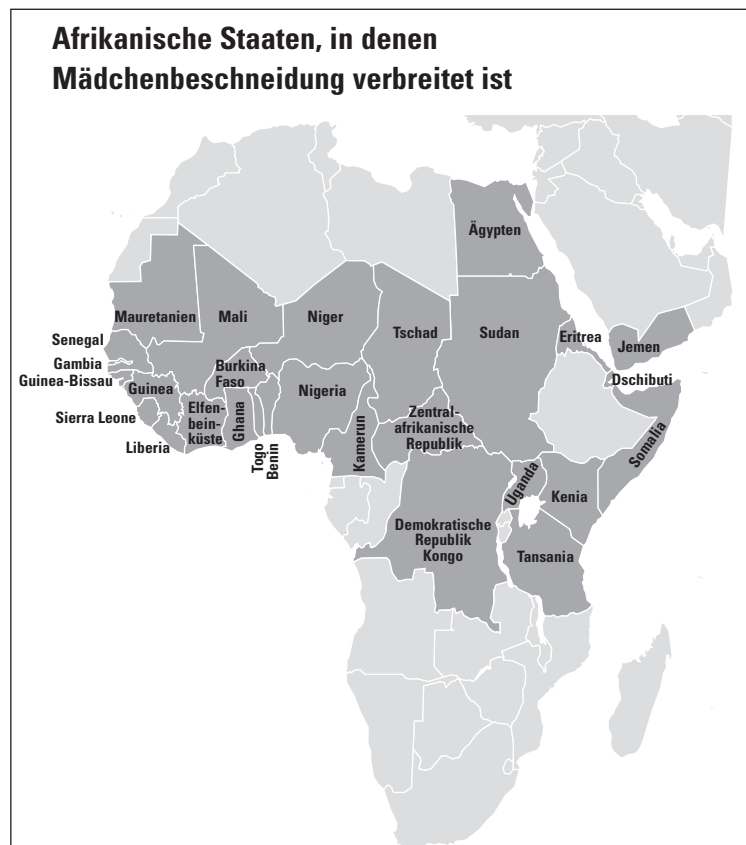 Afrikanische Staaten, in denen
Mädchenbeschneidung verbreitet ist
Ägypten
Mauretanien
Mali
Niger
Tschad
Sudan
Eritrea
Jemen
Senegal
Gambia
Guinea-Bissau
Guinea
Burkina
Faso
Nigeria
Dschibuti
Sierra Leone
Elfen-
bein-
küste
Ghana
Zentral-
afrikanische
Republik
Kamerun
Somalia
Liberia
Togo
Benin
Uganda
Kenia
Demokratische
Republik
Kongo
Tansania